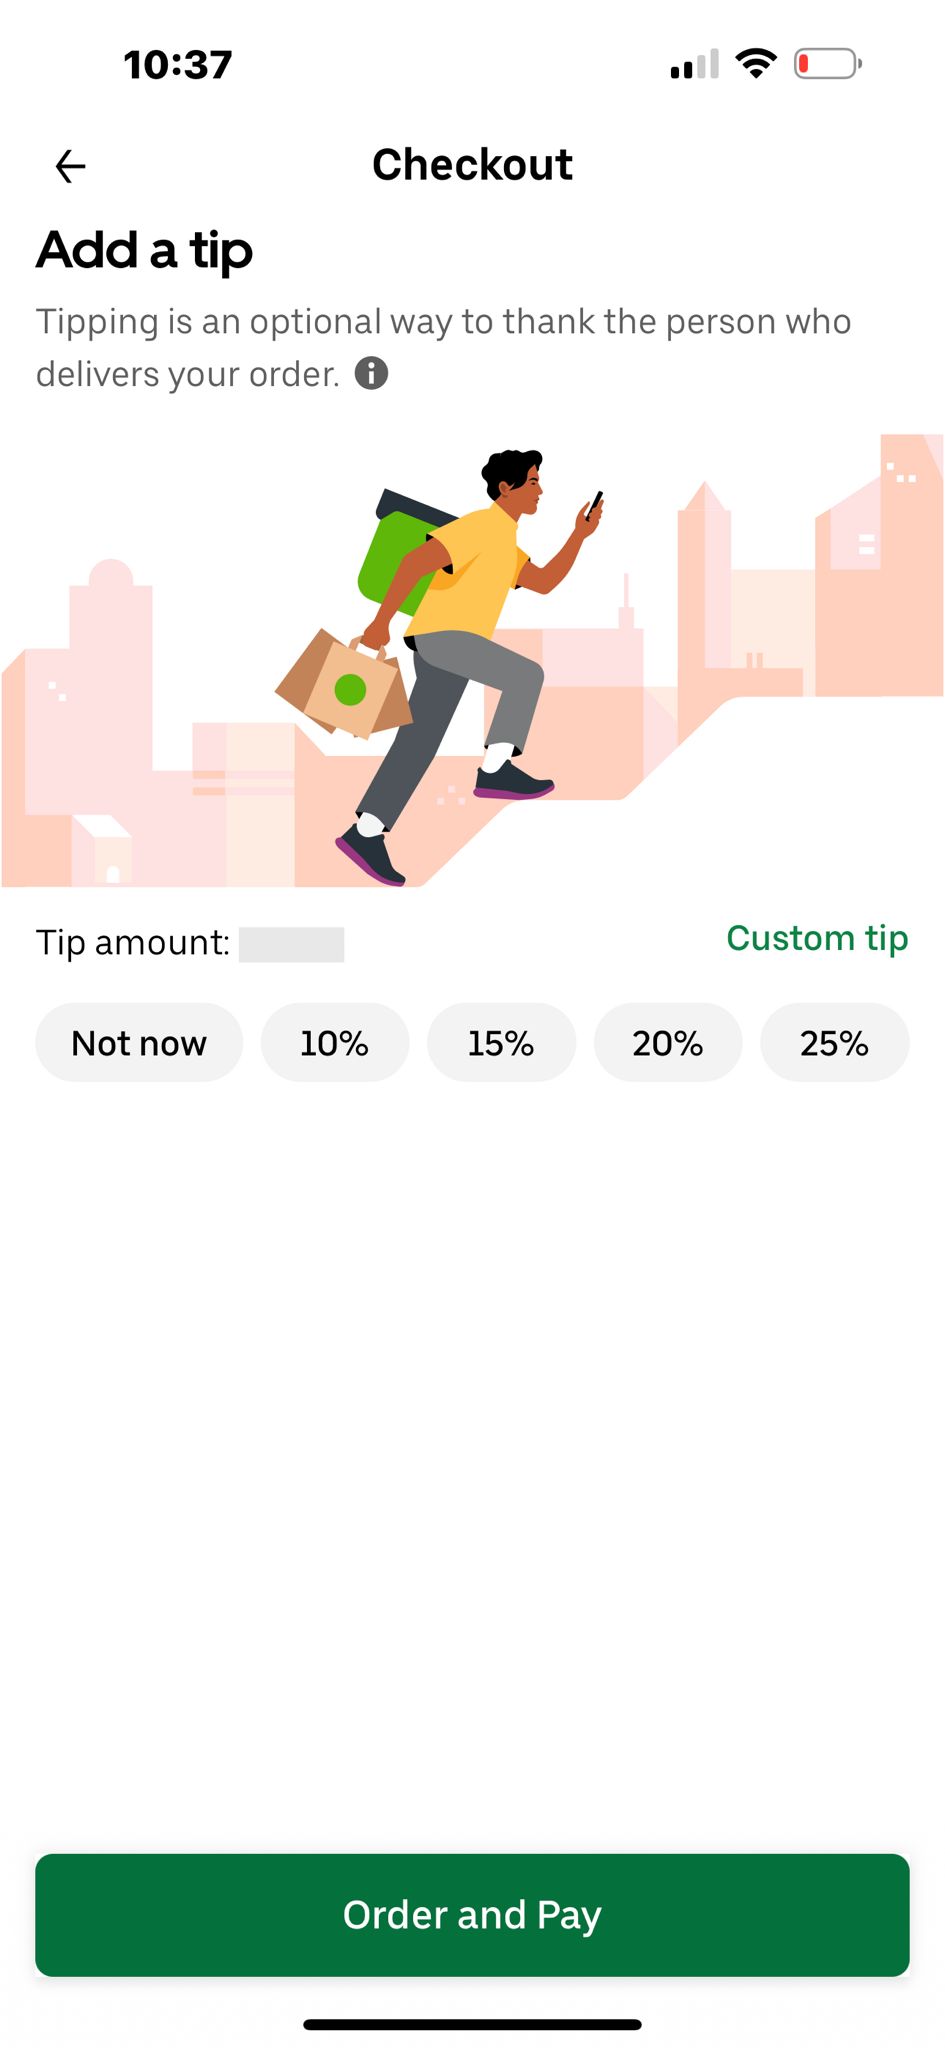 10:37
Checkout
Add a tip
Tipping is an optional way to thank the person who
delivers your order.
Tip amount:
Custom tip
Not now
10%
15%
20%
25%
Order and Pay